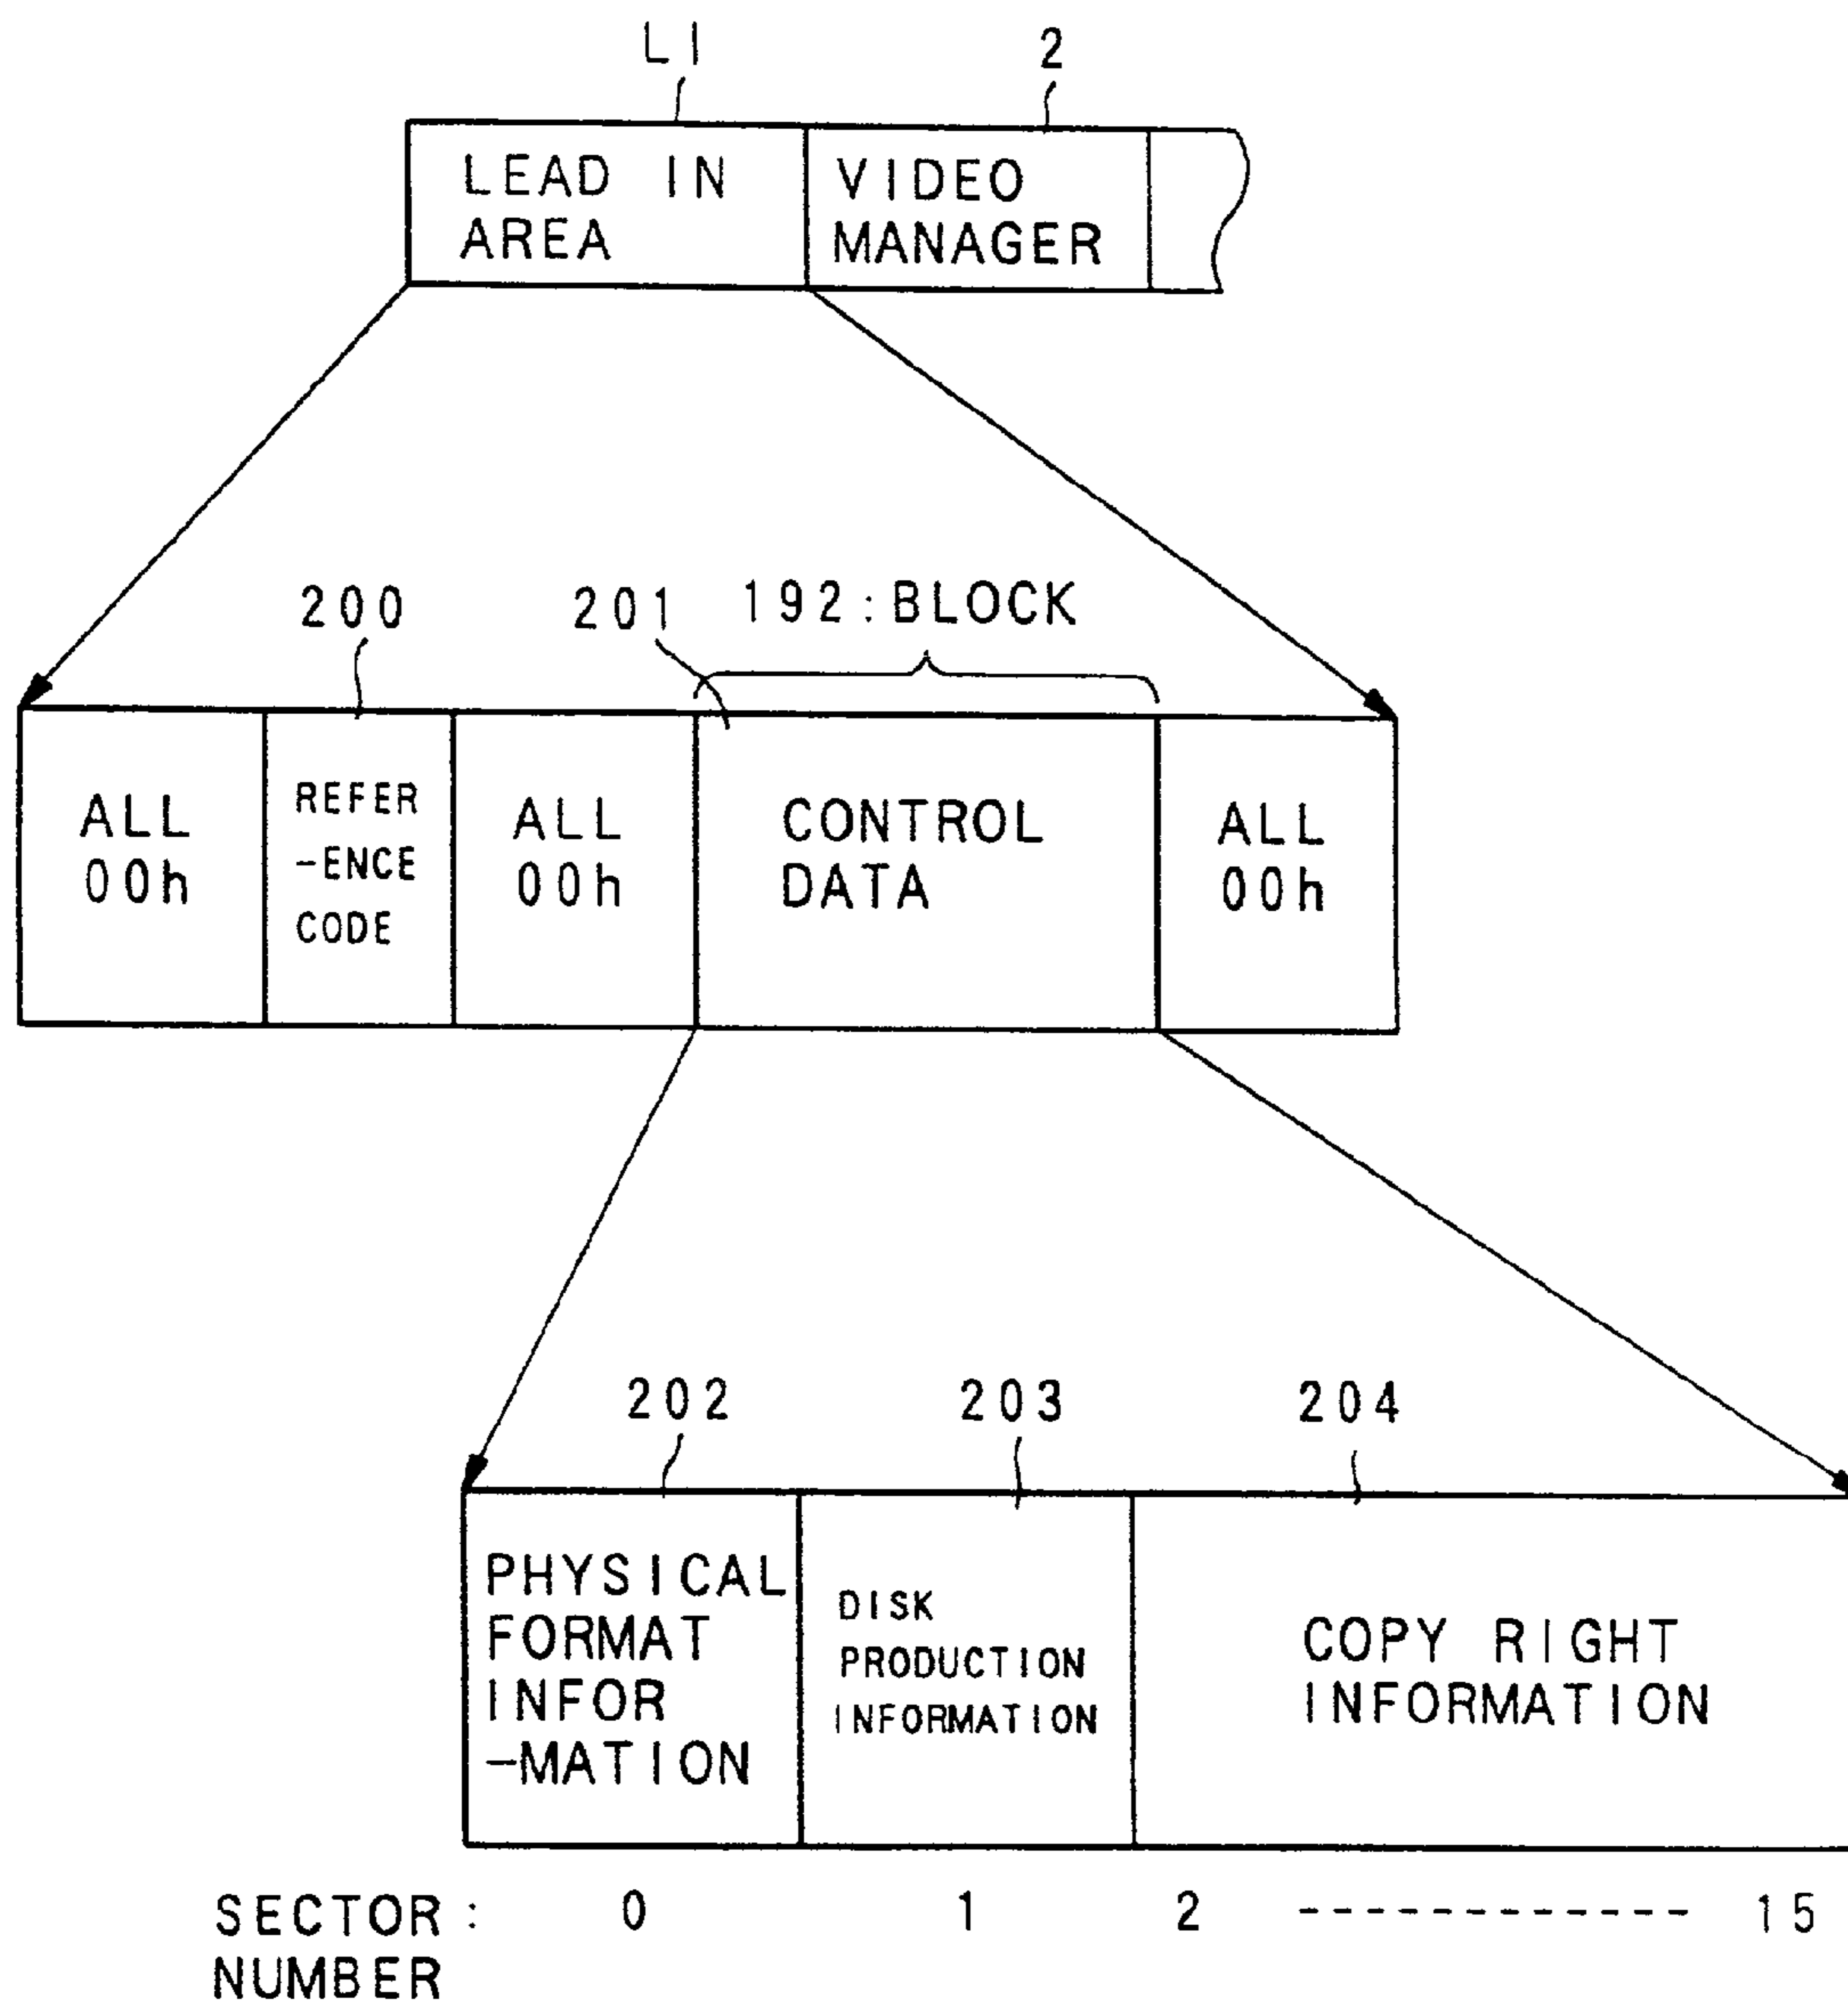 LI 2
LEAD IN
AREA
VIDEO
MANAGER
200 201 192:BLOCK
ALL
00h
REFER
-ENCE
CODE
ALL
00h
CONTROL
DATA
ALL
00h
202 203 204
PHYSICAL
FORMAT
INFOR
-MATION
DISK
PRODUCTION
INFORMATION
COPY RIGHT
INFORMATION
SECTOR : 0 1 2 ------------ 15
NUMBER